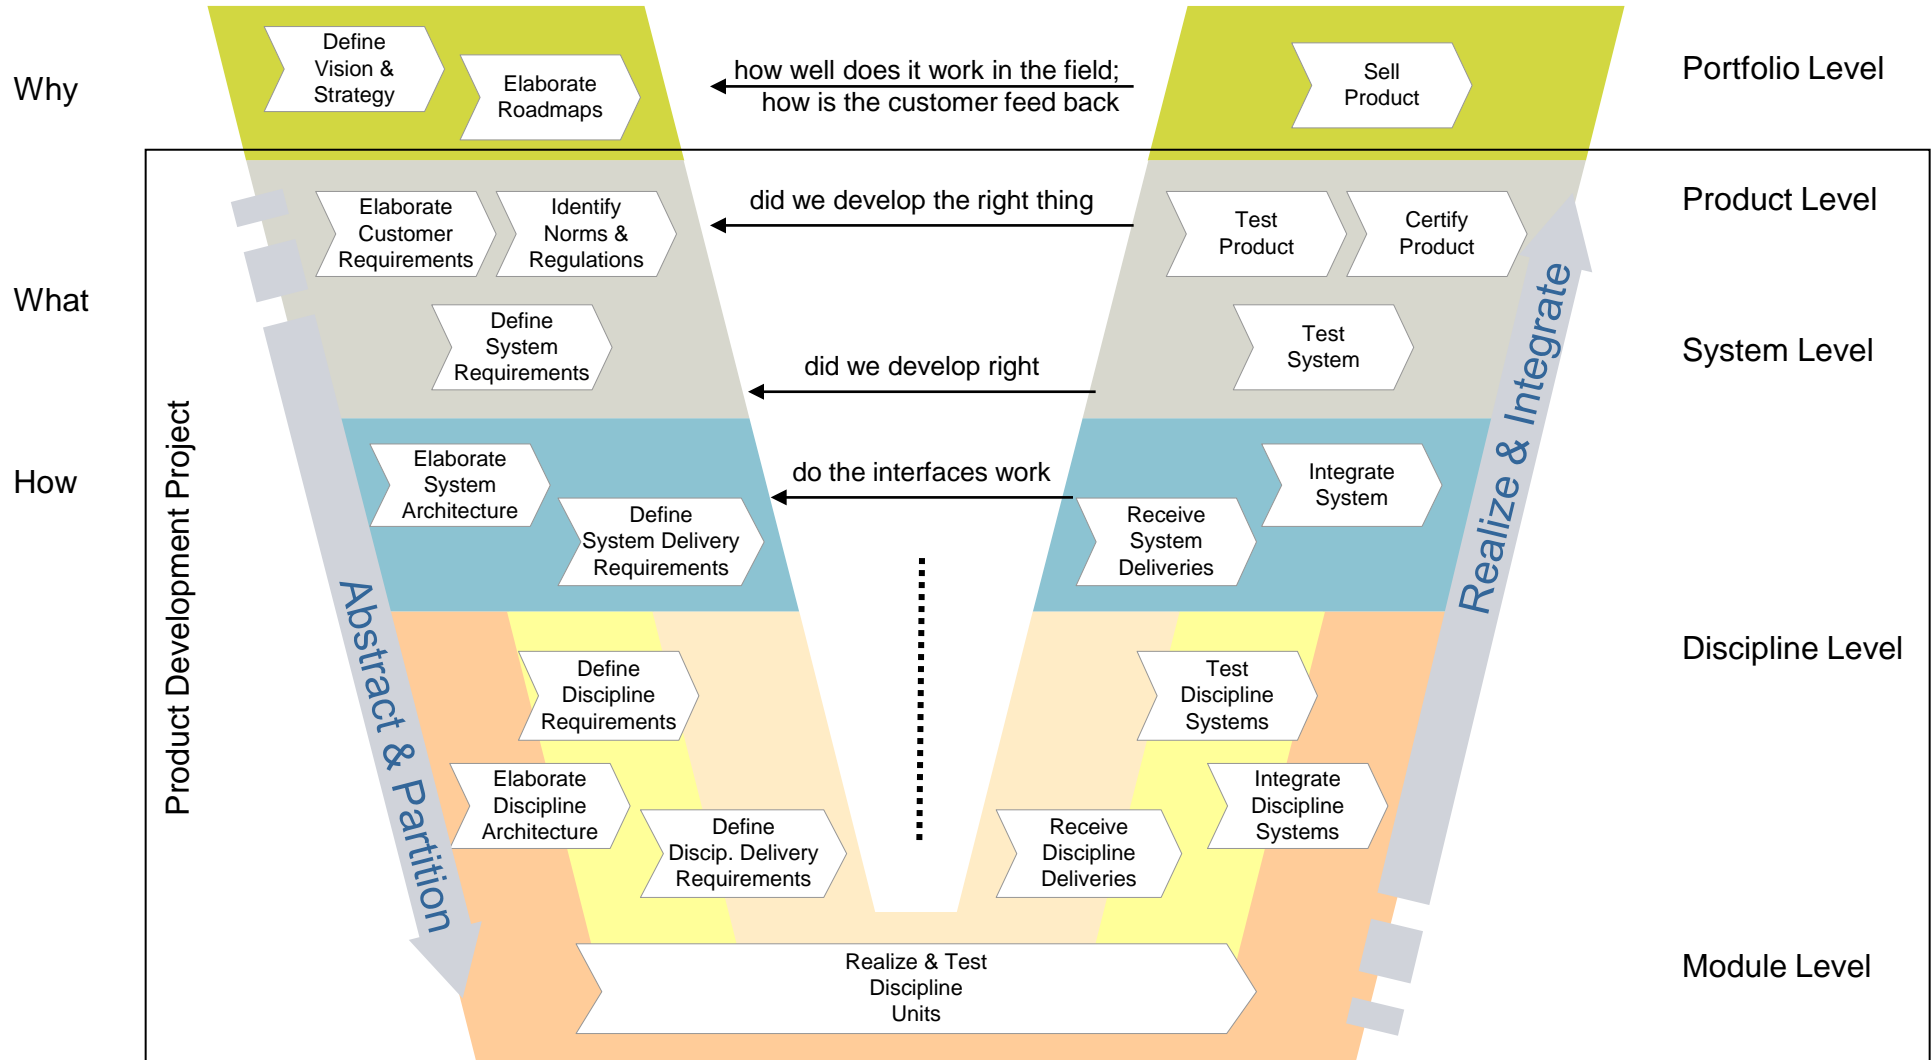 Why
Define
Vision &
Strategy
Elaborate
Roadmaps
how well does it work in the field;
how is the customer feed back
Sell
Product
Portfolio Level
What
Elaborate
Customer
Requirements
Identify
Norms &
Regulations
did we develop the right thing
Test
Product
Certify
Product
Product Level
Define
System
Requirements
did we develop right
Test
System
System Level
How
Elaborate
System
Architecture
Define
System Delivery
Requirements
do the interfaces work
Receive
System
Deliveries
Integrate
System
Product Development Project
Abstract & Partition
Realize & Integrate
Define
Discipline
Requirements
Test
Discipline
Systems
Discipline Level
Elaborate
Discipline
Architecture
Define
Discip. Delivery
Requirements
Receive
Discipline
Deliveries
Integrate
Discipline
Systems
Realize & Test
Discipline
Units
Module Level